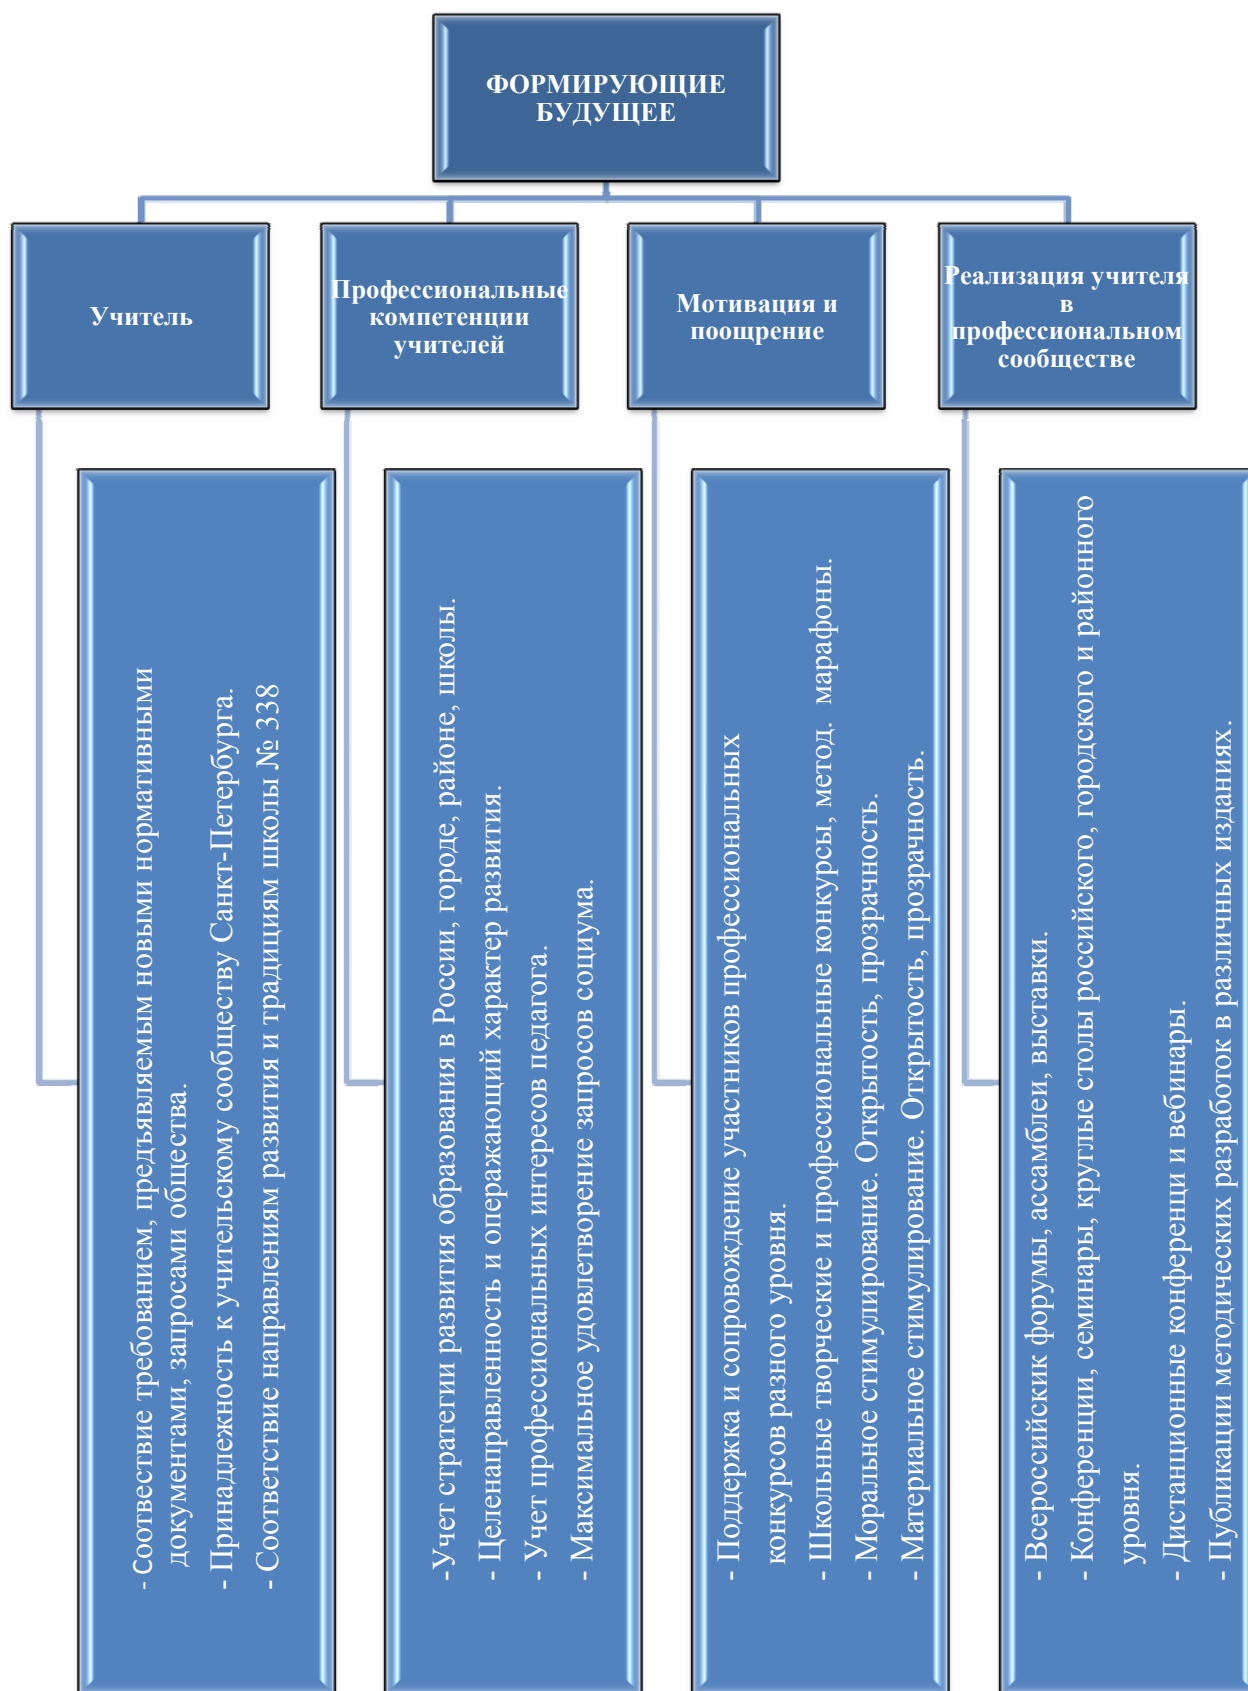 ФОРМИРУЮЩИЕ
БУДУЩЕЕ
Учитель
Профессиональные
компетенции
учителей
Мотивация и
поощрение
Реализация учителя
в
профессиональном
сообществе
- Соотвествие требованием, предъявляемым новыми нормативными
документами, запросами общества.
- Принадлежность к учительскому сообществу Санкт-Петербурга.
- Соответствие направлениям развития и традициям школы № 338
- Учет стратегии развития образования в России, городе, районе, школы.
- Целенаправленность и операжающий характер развития.
- Учет профессиональных интересов педагога.
- Максимальное удовлетворение запросов социума.
- Поддержка и сопровождение участников профессиональных
конкурсов разного уровня.
- Школьные творческие и профессиональные конкурсы, метод. марафоны.
- Моральное стимулирование. Открытость, прозрачность.
- Материальное стимулирование. Открытость, прозрачность.
- Всероссийскик форумы, ассамблеи, выставки.
- Конференции, семинары, круглые столы российского, городского и районного
уровня.
- Дистанционные конференци и вебинары.
- Публикации методических разработок в различных изданиях.